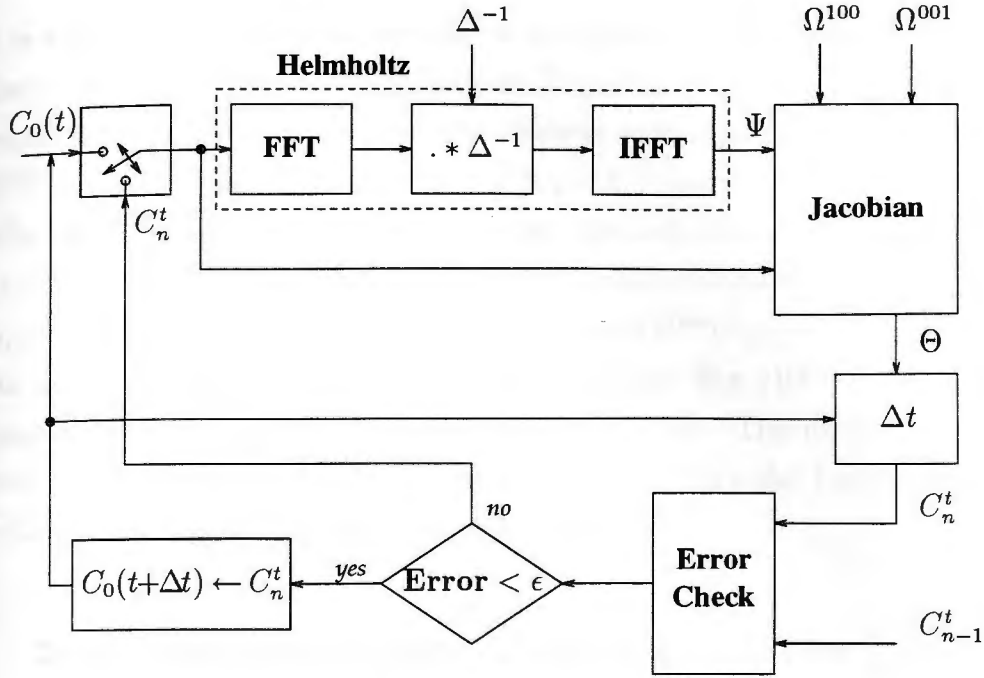 Δ⁻¹
Ω¹⁰⁰ Ω⁰⁰¹
Helmholtz
C₀(t)
FFT
. * Δ⁻¹
IFFT
Ψ
Jacobian
Cₙᵗ
Θ
Δt
Cₙᵗ
no
Error
Check
yes
C₀(t+Δt) ← Cₙᵗ
Error < ϵ
Cₙ₋₁ᵗ